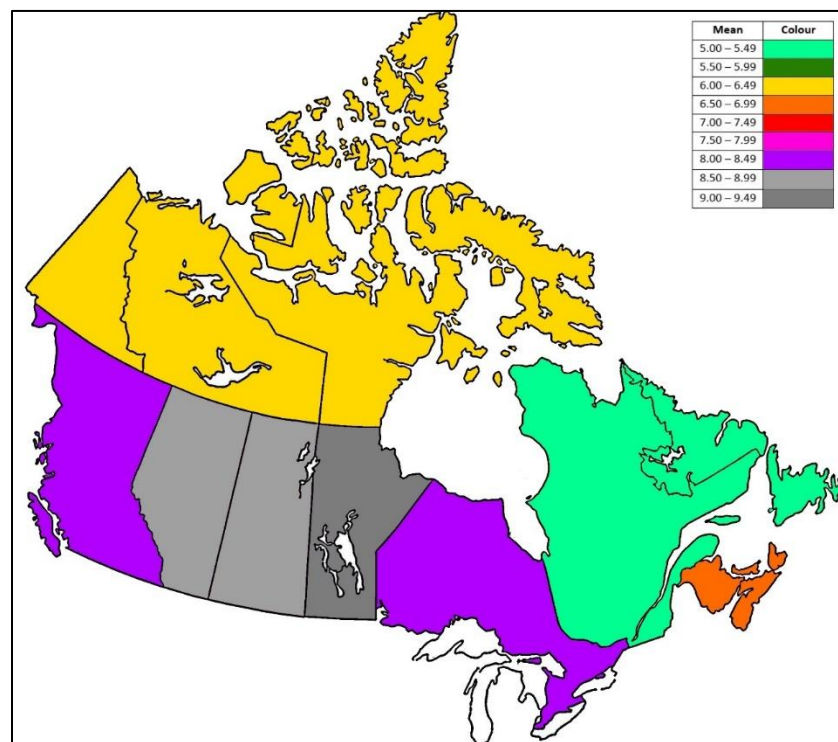 Mean Colour
5.00 – 5.49
5.50 – 5.99
6.00 – 6.49
6.50 – 6.99
7.00 – 7.49
7.50 – 7.99
8.00 – 8.49
8.50 – 8.99
9.00 – 9.49